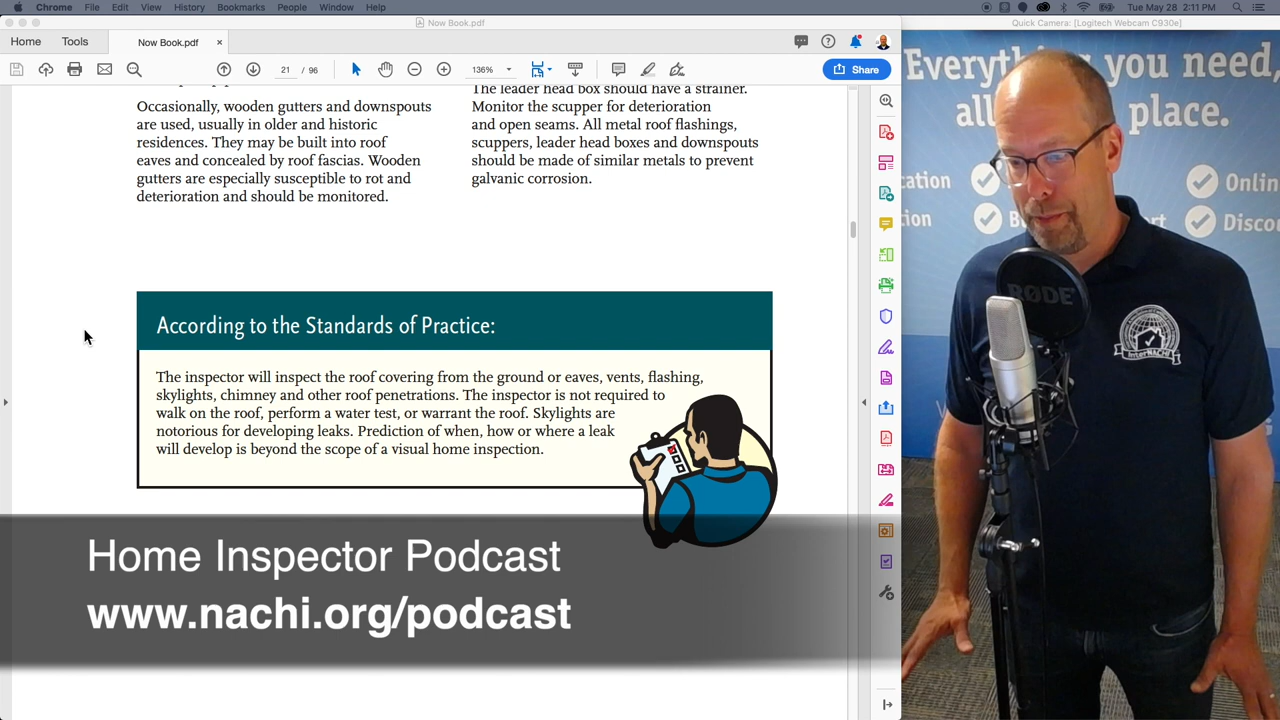 Chrome File Edit View History Bookmarks People Window Help
Tue May 28 2:11 PM
Now Book.pdf
Quick Camera: [Logitech Webcam C930e]
Home Tools Now Book.pdf ×
21 / 96
136%
Share
Occasionally, wooden gutters and downspouts
are used, usually in older and historic
residences. They may be built into roof
eaves and concealed by roof fascias. Wooden
gutters are especially susceptible to rot and
deterioration and should be monitored.
The leader head box should have a strainer.
Monitor the scupper for deterioration
and open seams. All metal roof flashings,
scuppers, leader head boxes and downspouts
should be made of similar metals to prevent
galvanic corrosion.
According to the Standards of Practice:
The inspector will inspect the roof covering from the ground or eaves, vents, flashing,
skylights, chimney and other roof penetrations. The inspector is not required to
walk on the roof, perform a water test, or warrant the roof. Skylights are
notorious for developing leaks. Prediction of when, how or where a leak
will develop is beyond the scope of a visual home inspection.
Home Inspector Podcast
www.nachi.org/podcast
Everything you need,
all place.
Onlin
Disco
RØDE
InterNACHI